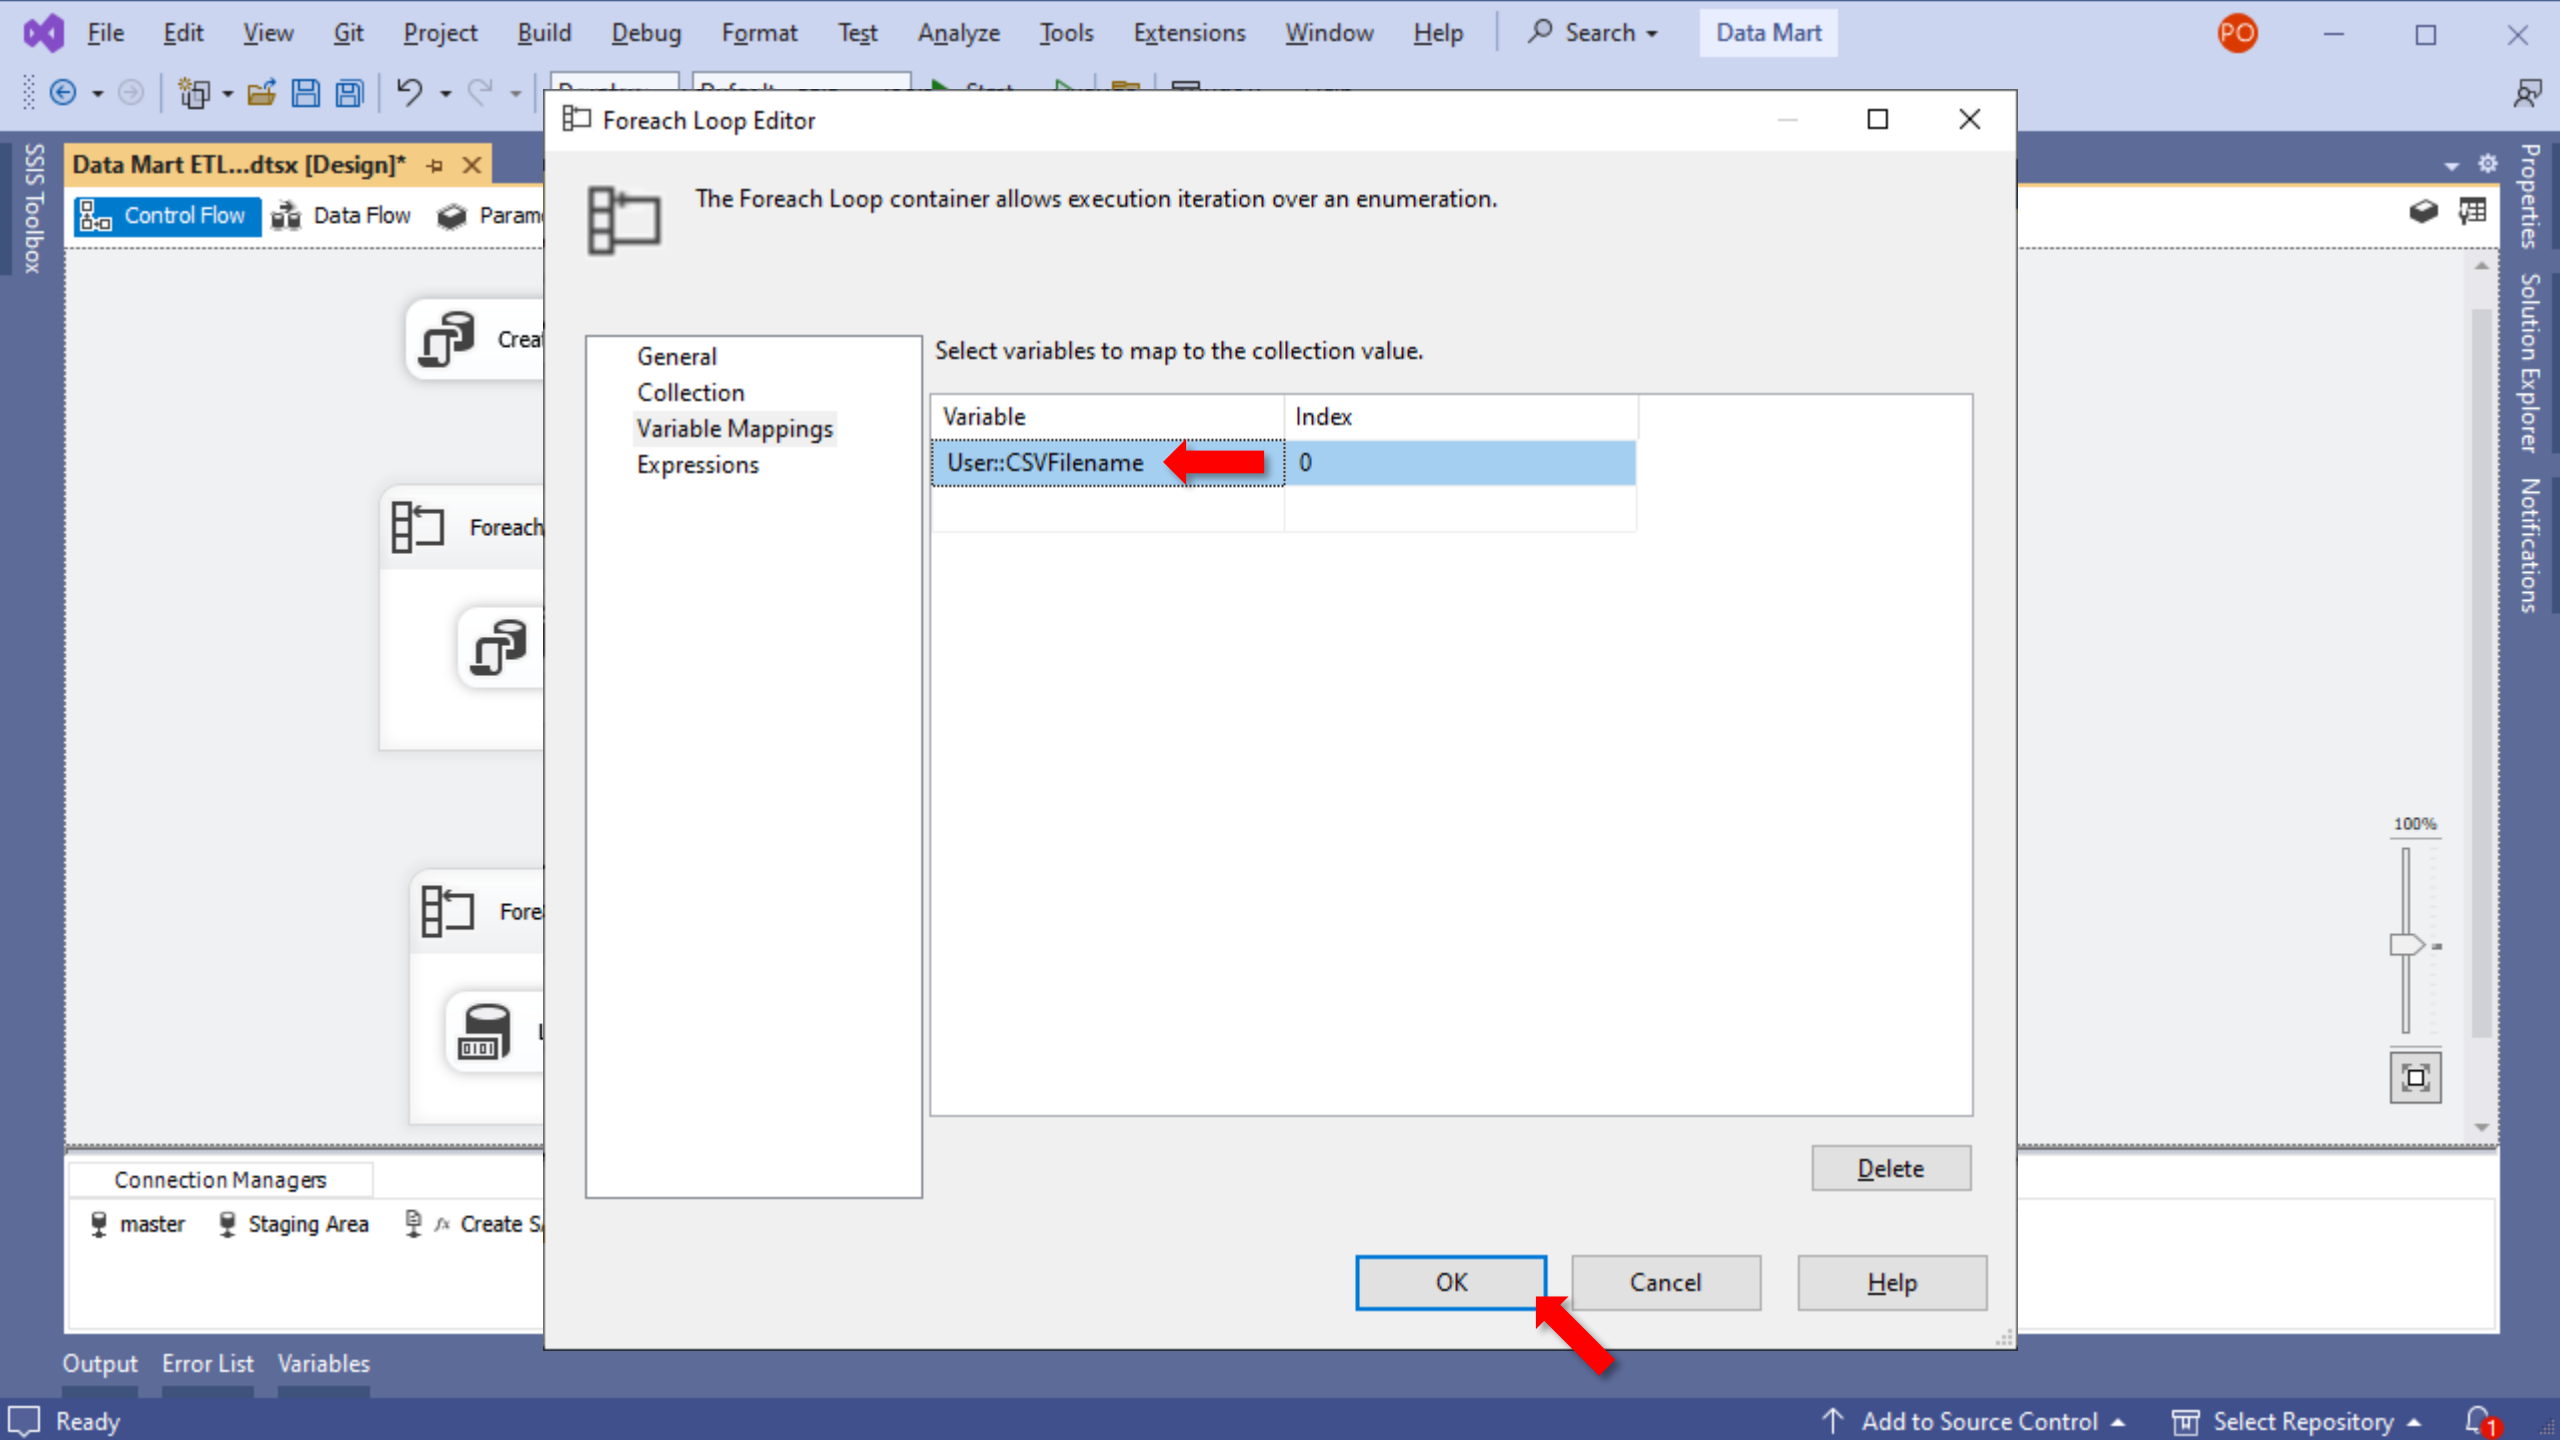 File Edit View Git Project Build Debug Format Test Analyze Tools Extensions Window Help Search Data Mart PO
Foreach Loop Editor
SSIS Toolbox
Data Mart ETL...dtsx [Design]*
Control Flow Data Flow
The Foreach Loop container allows execution iteration over an enumeration.
Properties
Solution Explorer
Notifications
General
Collection
Variable Mappings
Expressions
Select variables to map to the collection value.
Variable Index
User::CSVFilename 0
Foreach
100%
Delete
Connection Managers
master Staging Area fx Create
OK Cancel Help
Output Error List Variables
Ready Add to Source Control Select Repository 1